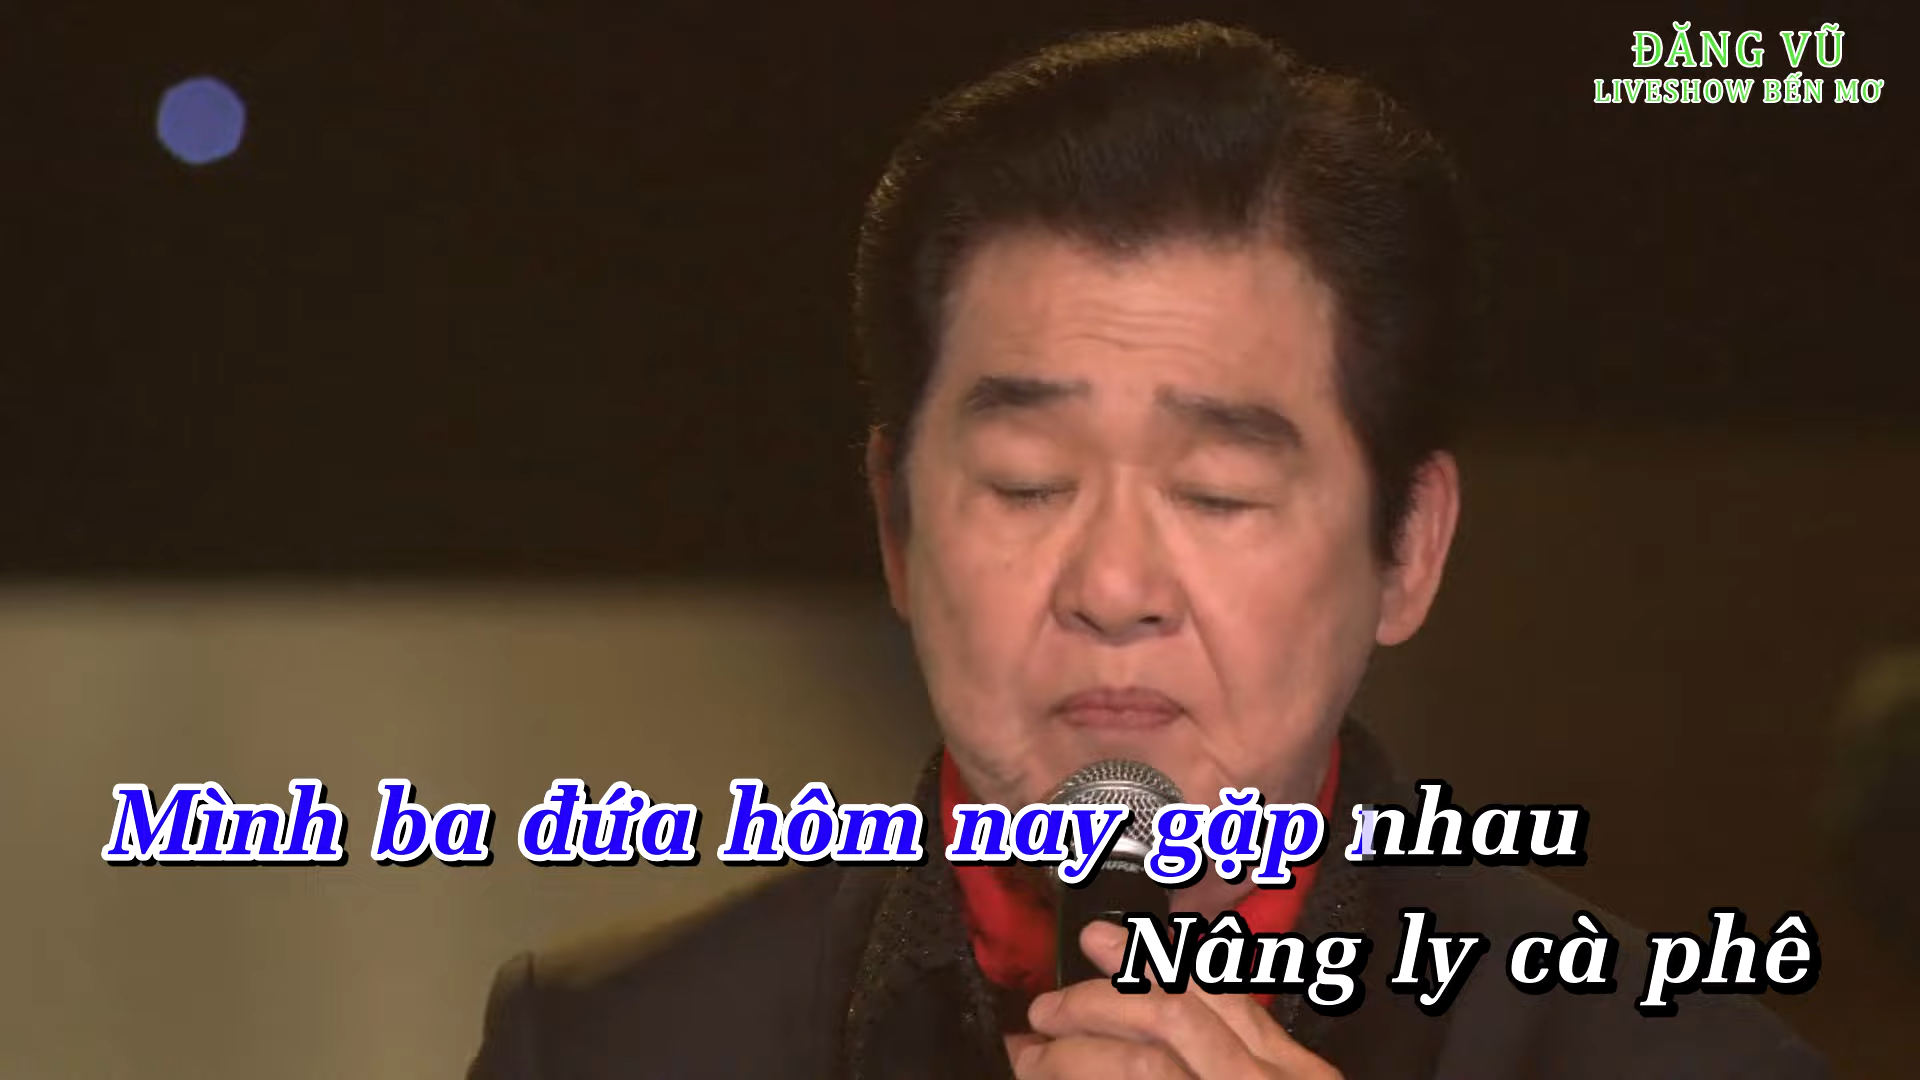 ĐĂNG VŨ
LIVESHOW BẾN MƠ
Mình ba đứa hôm nay gặp nhau
Nâng ly cà phê